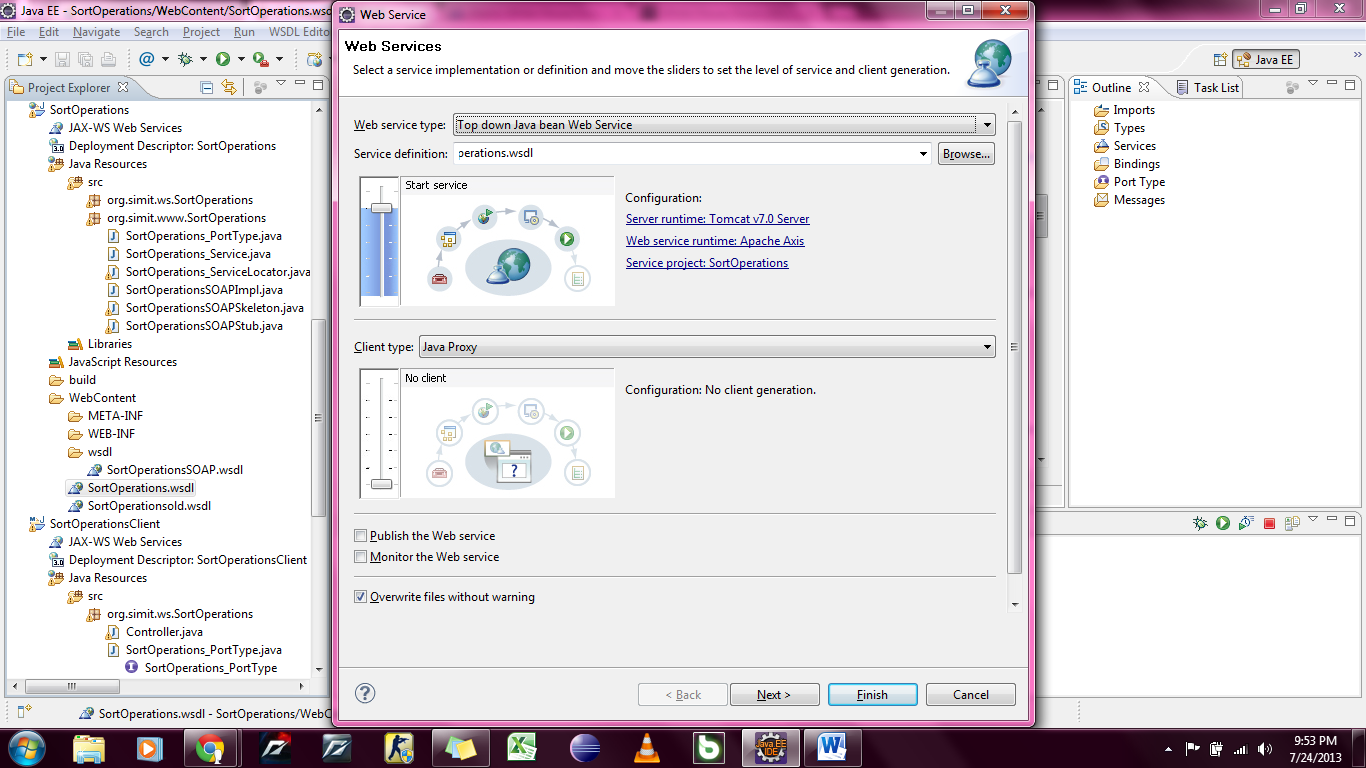 Java EE - SortOperations/WebContent/SortOperations.wsd
File Edit Navigate Search Project Run WSDL Edito
Java EE
Project Explorer
SortOperations
JAX-WS Web Services
Deployment Descriptor: SortOperations
Java Resources
src
org.simit.ws.SortOperations
org.simit.www.SortOperations
SortOperations_PortType.java
SortOperations_Service.java
SortOperations_ServiceLocator.java
SortOperationsSOAPImpl.java
SortOperationsSOAPSkeleton.java
SortOperationsSOAPStub.java
Libraries
JavaScript Resources
build
WebContent
META-INF
WEB-INF
wsdl
SortOperationsSOAP.wsdl
SortOperations.wsdl
SortOperationsold.wsdl
SortOperationsClient
JAX-WS Web Services
Deployment Descriptor: SortOperationsClient
Java Resources
src
org.simit.ws.SortOperations
Controller.java
SortOperations_PortType.java
SortOperations_PortType
SortOperations.wsdl - SortOperations/WebC
Web Service
Web Services
Select a service implementation or definition and move the sliders to set the level of service and client generation.
Web service type: Top down Java bean Web Service
Service definition: perations.wsdl Browse...
Start service
Configuration:
Server runtime: Tomcat v7.0 Server
Web service runtime: Apache Axis
Service project: SortOperations
Client type: Java Proxy
No client
Configuration: No client generation.
Publish the Web service
Monitor the Web service
Overwrite files without warning
< Back Next > Finish Cancel
Outline Task List
Imports
Types
Services
Bindings
Port Type
Messages
Java EE
IDE
9:53 PM
7/24/2013